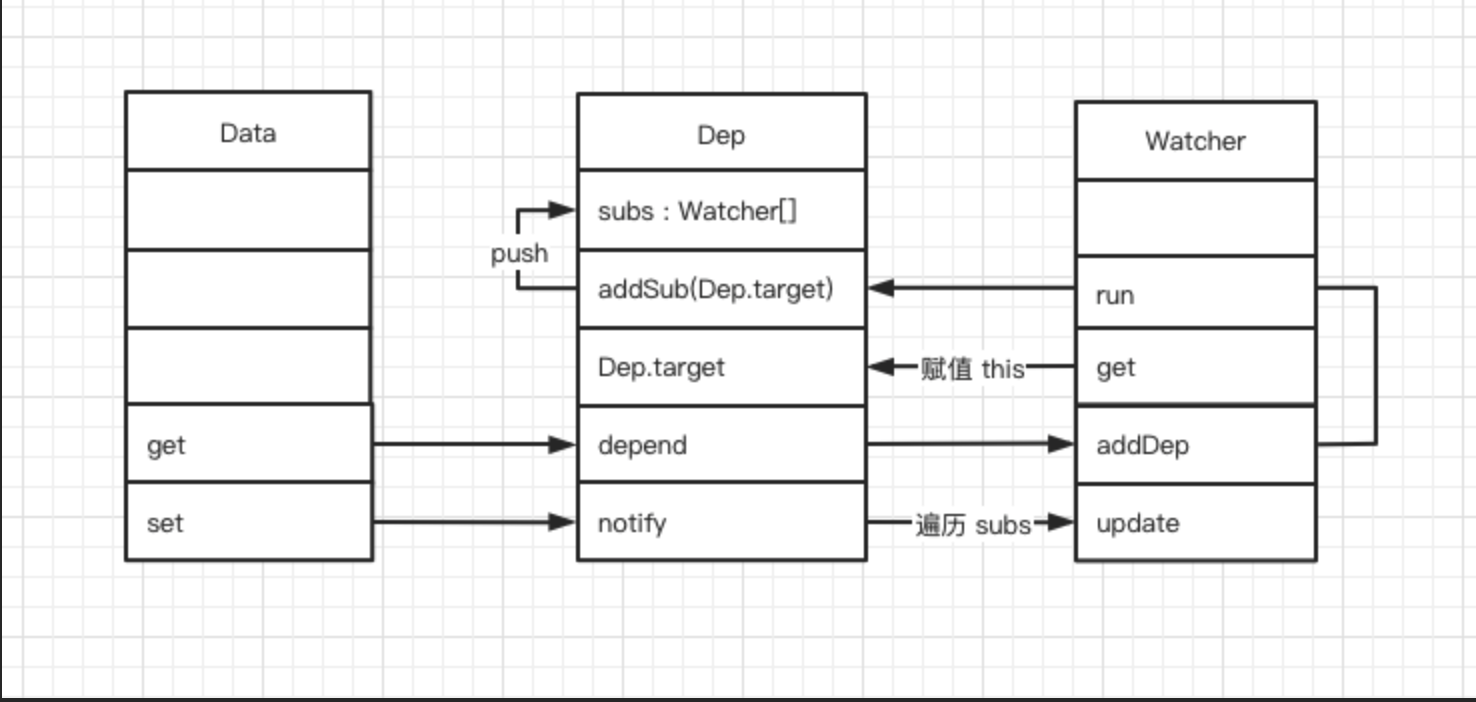 Data
get
set
push
Dep
subs : Watcher[]
addSub(Dep.target)
Dep.target
depend
notify
赋值 this
遍历 subs
Watcher
run
get
addDep
update